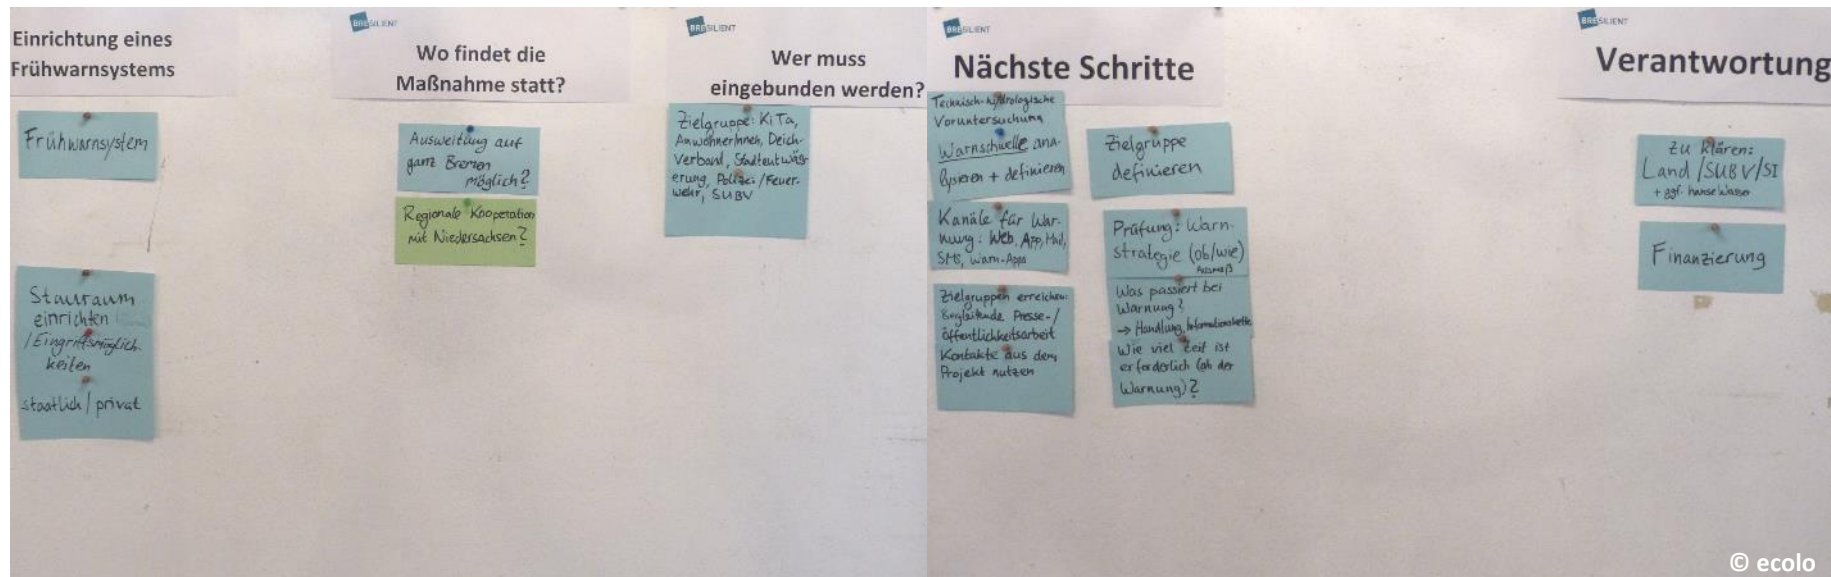 Einrichtung eines
Frühwarnsystems
Frühwarnsystem
Stauraum
einrichten
/Eingriffsmöglich-
keiten
staatlich / privat
BRESILIENT
Wo findet die
Maßnahme statt?
Ausweitung auf
ganz Bremen
möglich?
Regionale Kooperation
mit Niedersachsen?
BRESILIENT
Wer muss
eingebunden werden?
Zielgruppe: KiTa,
AnwohnerInnen, Deich-
verband, Stadtentwäss-
erung, Polizei/Feuer-
wehr, SUBV
BRESILIENT
Nächste Schritte
Technisch-hydrologische
Voruntersuchung
Warnschwelle ana-
lysieren + definieren
Kanäle für War-
nung: Web, App, Mail,
SMS, Warn-Apps
Zielgruppen erreichen:
Begleitende Presse-/
öffentlichkeitsarbeit
Kontakte aus dem
Projekt nutzen
Zielgruppe
definieren
Prüfung: Warn-
strategie (ob/wie)
Ausmaß
Was passiert bei
Warnung?
→ Handlung, Informationskette
Wie viel Zeit ist
erforderlich (ab der
Warnung)?
BRESILIENT
Verantwortung
Zu klären:
Land /SUBV/SI
+ ggf. hanseWasser
Finanzierung
© ecolo